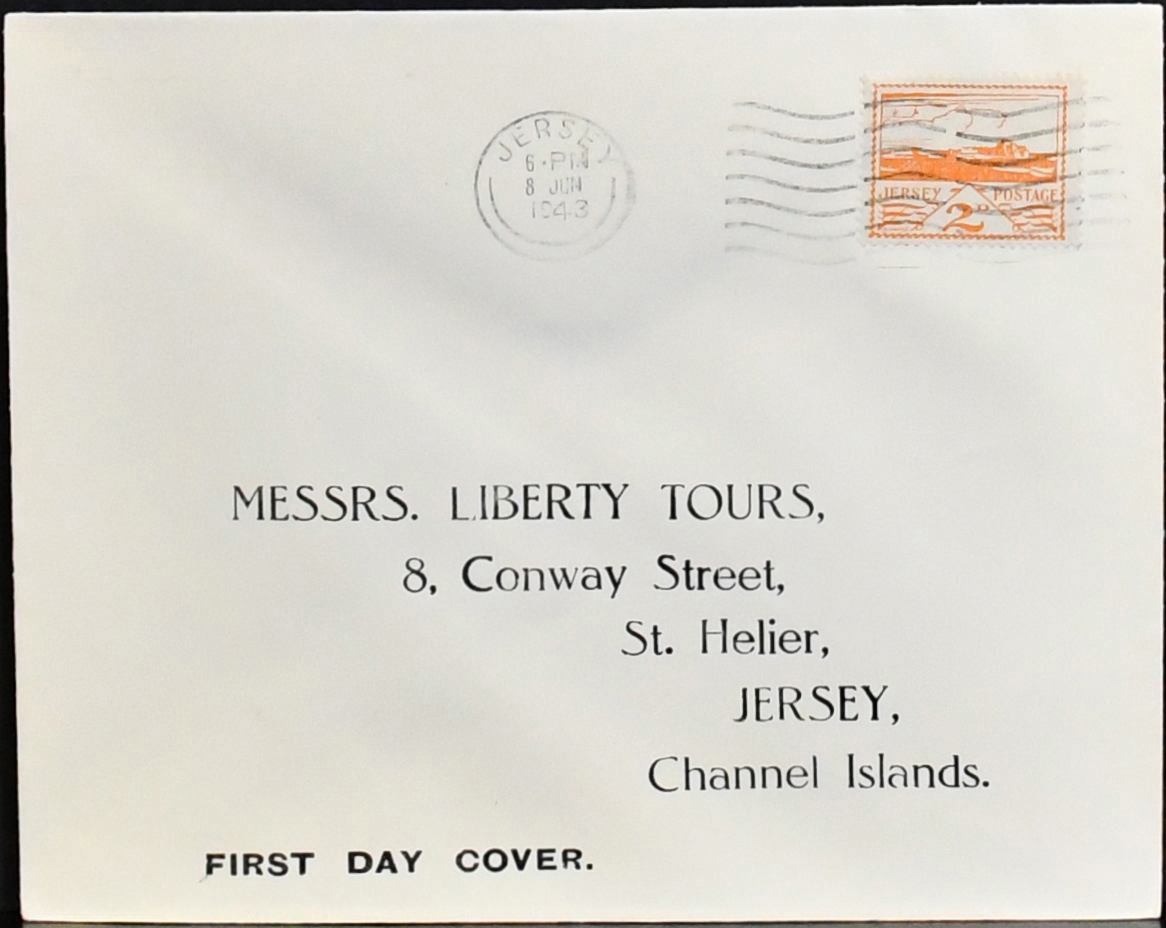 JERSEY
6·PM
8 JUN
1943
JERSEY POSTAGE
2D
MESSRS. LIBERTY TOURS,
8, Conway Street,
St. Helier,
JERSEY,
Channel Islands.
FIRST DAY COVER.